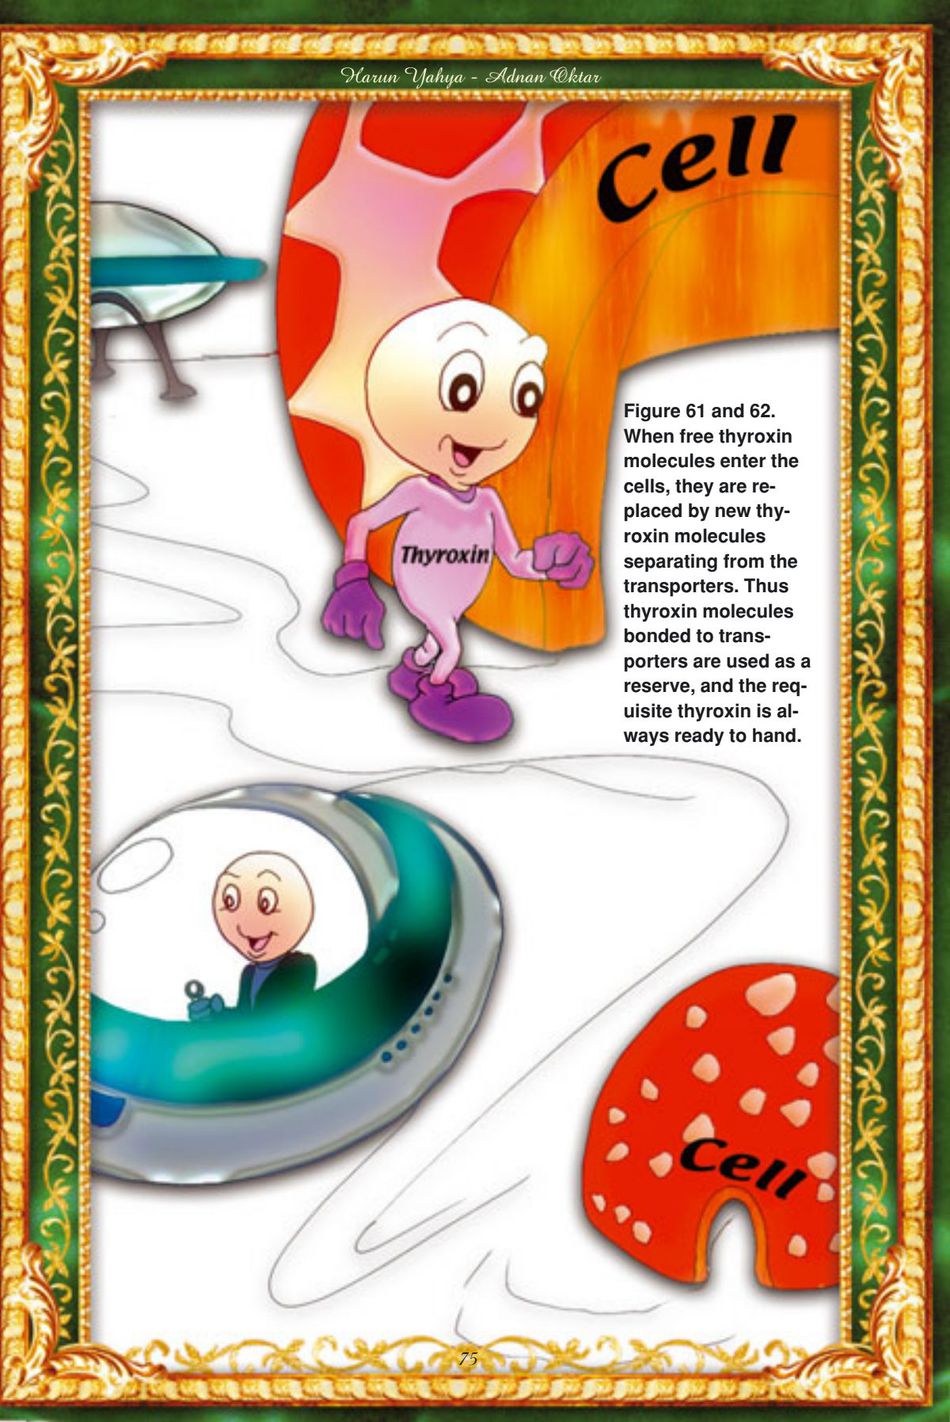 Harun Yahya - Adnan Oktar
Cell
Figure 61 and 62.
When free thyroxin
molecules enter the
cells, they are re-
placed by new thy-
roxin molecules
separating from the
transporters. Thus
thyroxin molecules
bonded to trans-
porters are used as a
reserve, and the req-
uisite thyroxin is al-
ways ready to hand.
Thyroxin
Cell
75